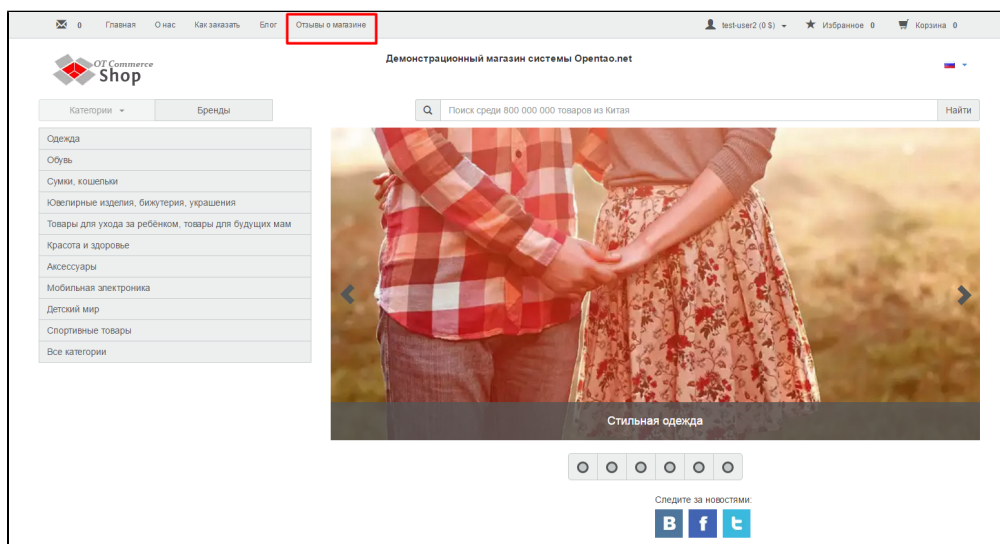 0 Главная О нас Как заказать Блог Отзывы о магазине test-user2 (0 $) Избранное 0 Корзина 0
OT Commerce
Shop
Демонстрационный магазин системы Opentao.net
Категории Бренды Поиск среди 800 000 000 товаров из Китая Найти
Одежда
Обувь
Сумки, кошельки
Ювелирные изделия, бижутерия, украшения
Товары для ухода за ребёнком, товары для будущих мам
Красота и здоровье
Аксессуары
Мобильная электроника
Детский мир
Спортивные товары
Все категории
Стильная одежда
Следите за новостями:
B f t